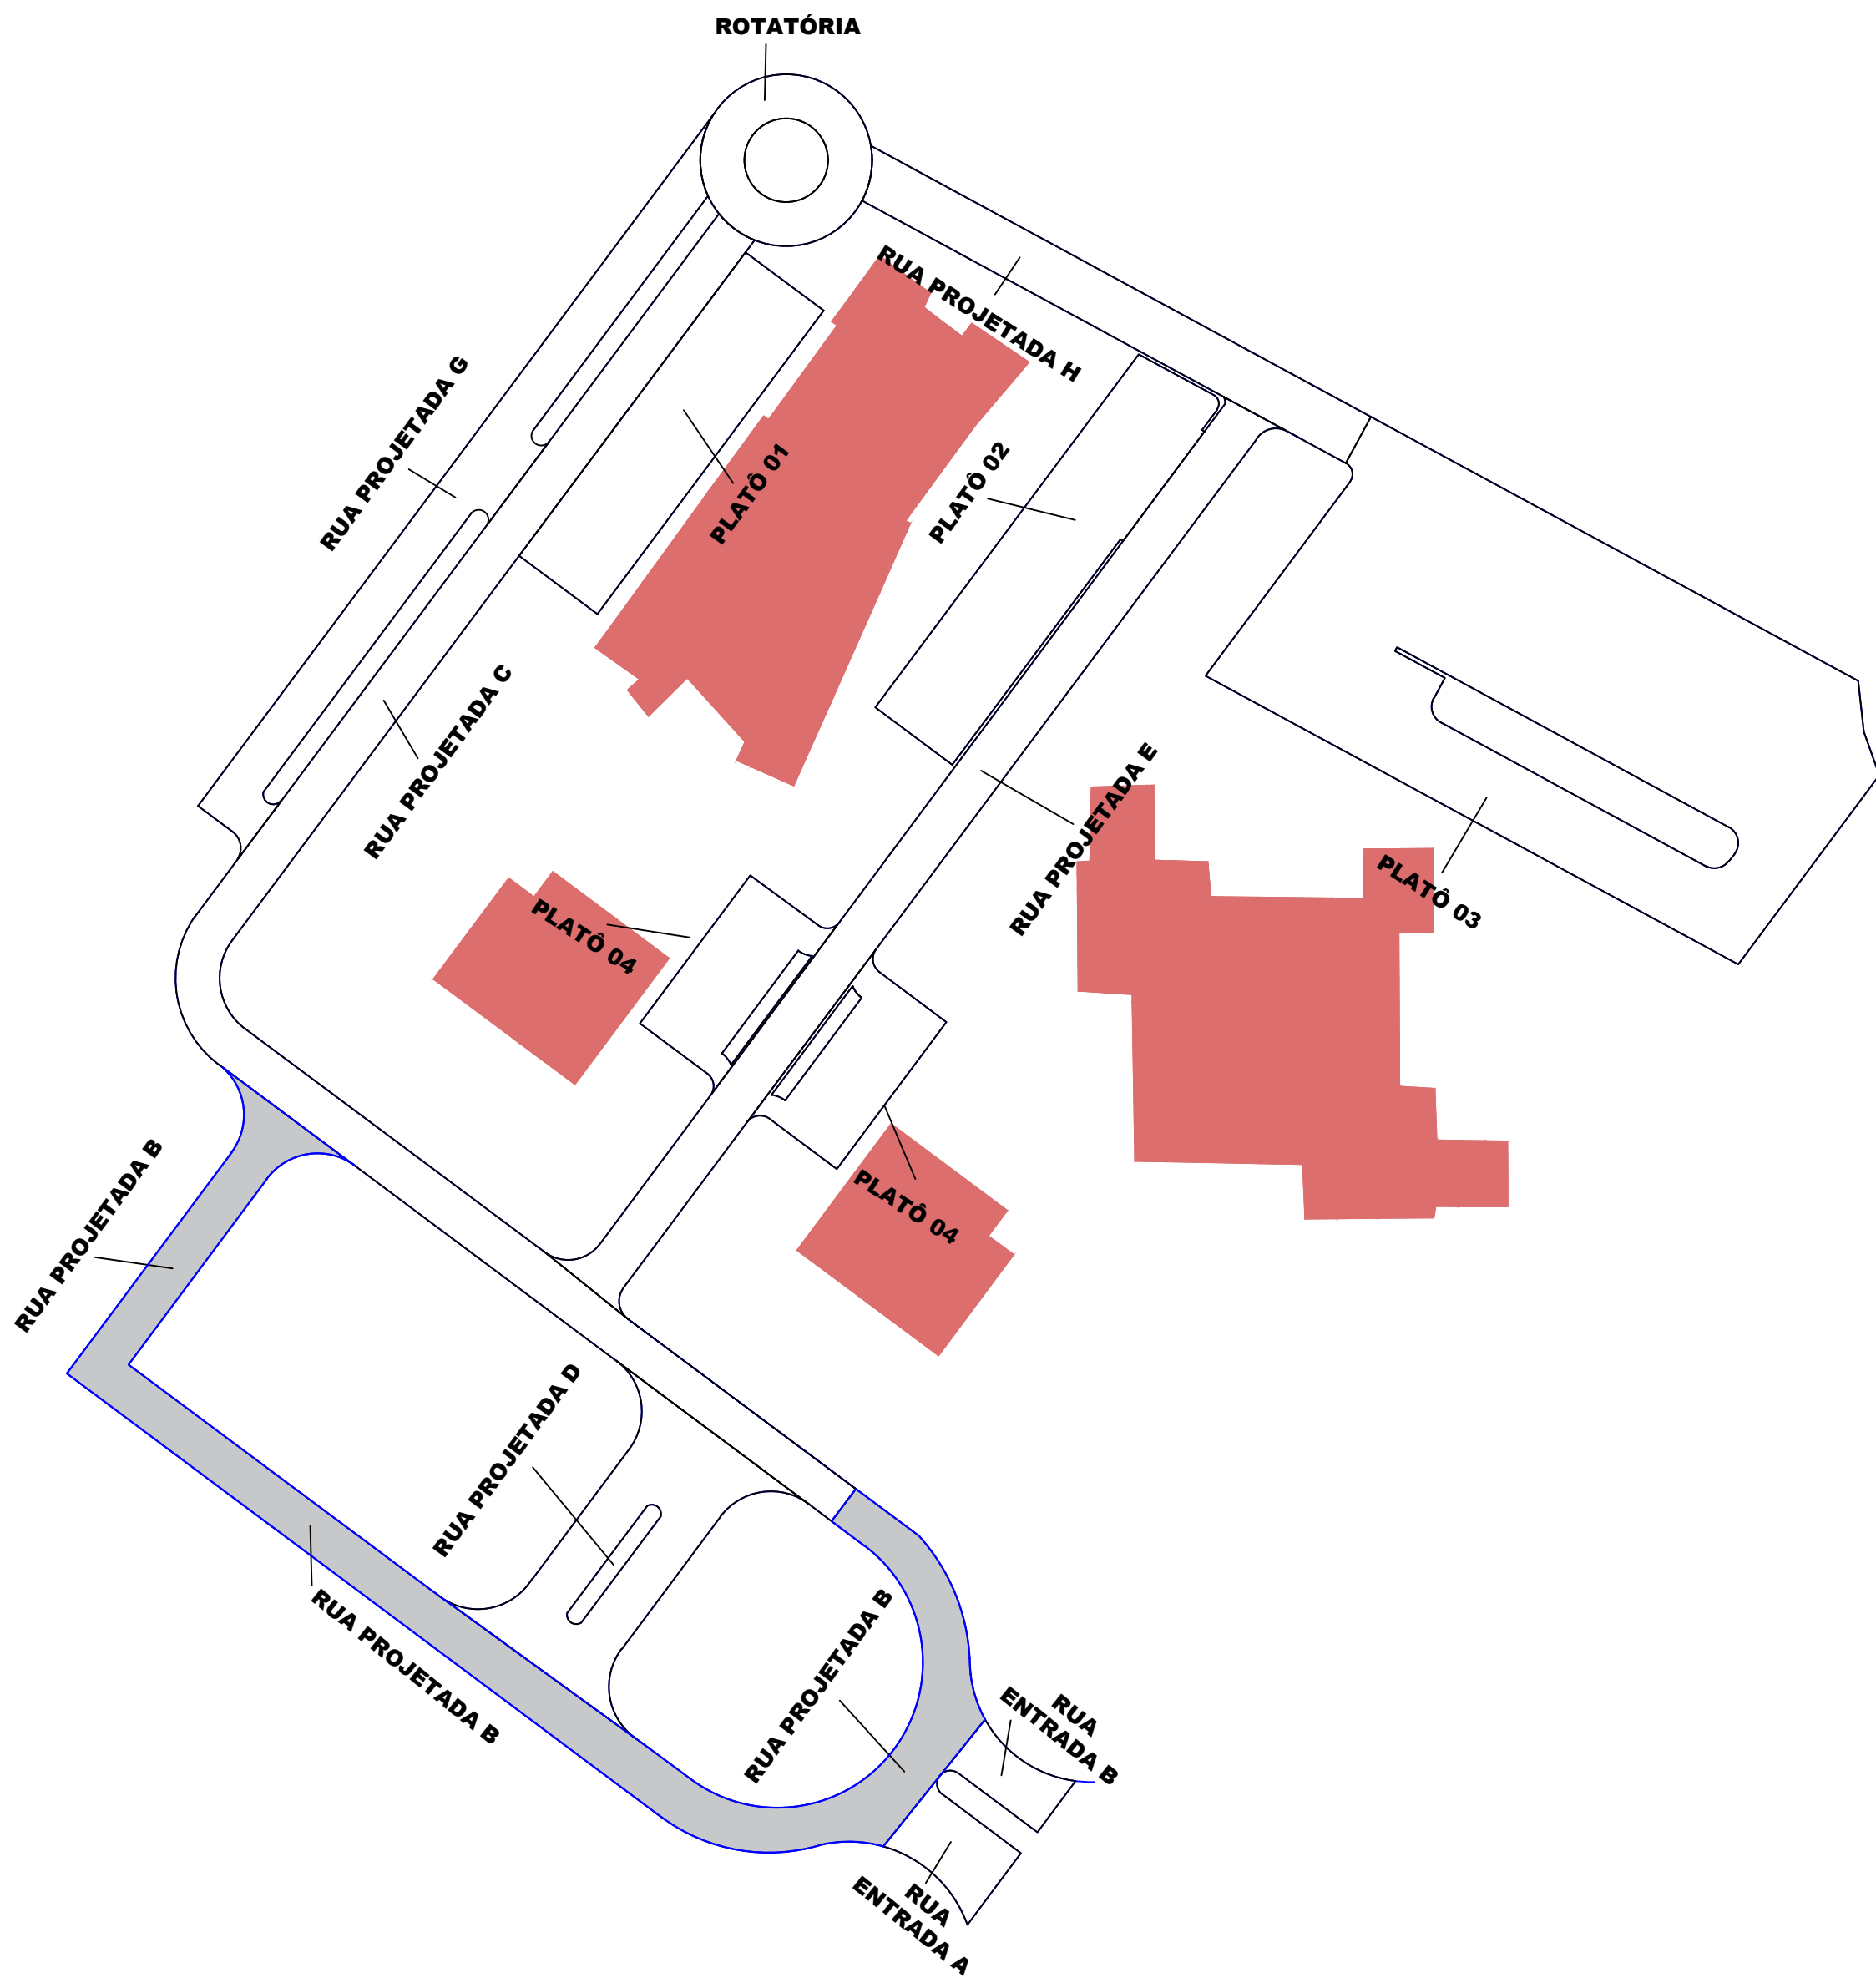 ROTATÓRIA
RUA PROJETADA H
RUA PROJETADA G
PLATÔ 01
PLATÔ 02
RUA PROJETADA C
RUA PROJETADA E
PLATÔ 03
PLATÔ 04
RUA PROJETADA B
PLATÔ 04
RUA PROJETADA D
RUA PROJETADA B
RUA PROJETADA B
RUA
ENTRADA B
RUA
ENTRADA A